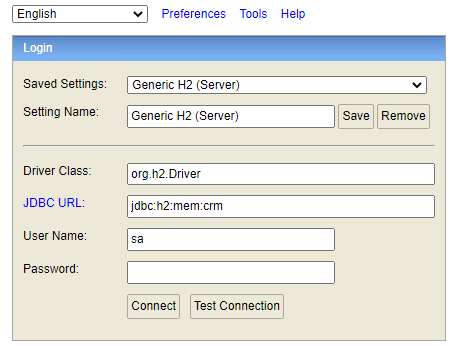 English Preferences Tools Help
Login
Saved Settings: Generic H2 (Server)
Setting Name: Generic H2 (Server) Save Remove
Driver Class: org.h2.Driver
JDBC URL: jdbc:h2:mem:crm
User Name: sa
Password:
Connect Test Connection